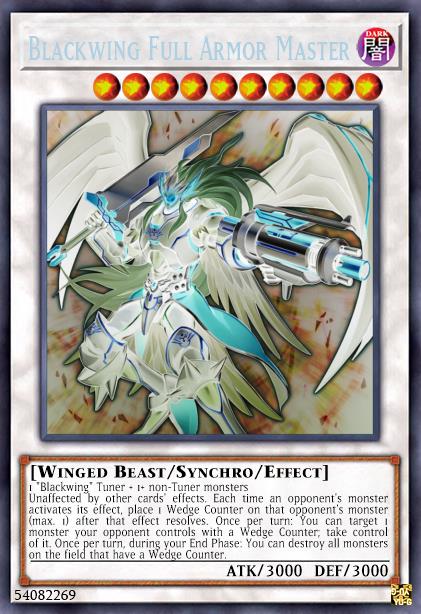 Blackwing Full Armor Master
DARK
闇
[Winged Beast/Synchro/Effect]
1 "Blackwing" Tuner + 1+ non-Tuner monsters
Unaffected by other cards' effects. Each time an opponent's monster
activates its effect, place 1 Wedge Counter on that opponent's monster
(max. 1) after that effect resolves. Once per turn: You can target 1
monster your opponent controls with a Wedge Counter; take control
of it. Once per turn, during your End Phase: You can destroy all monsters
on the field that have a Wedge Counter.
ATK/3000 DEF/3000
54082269